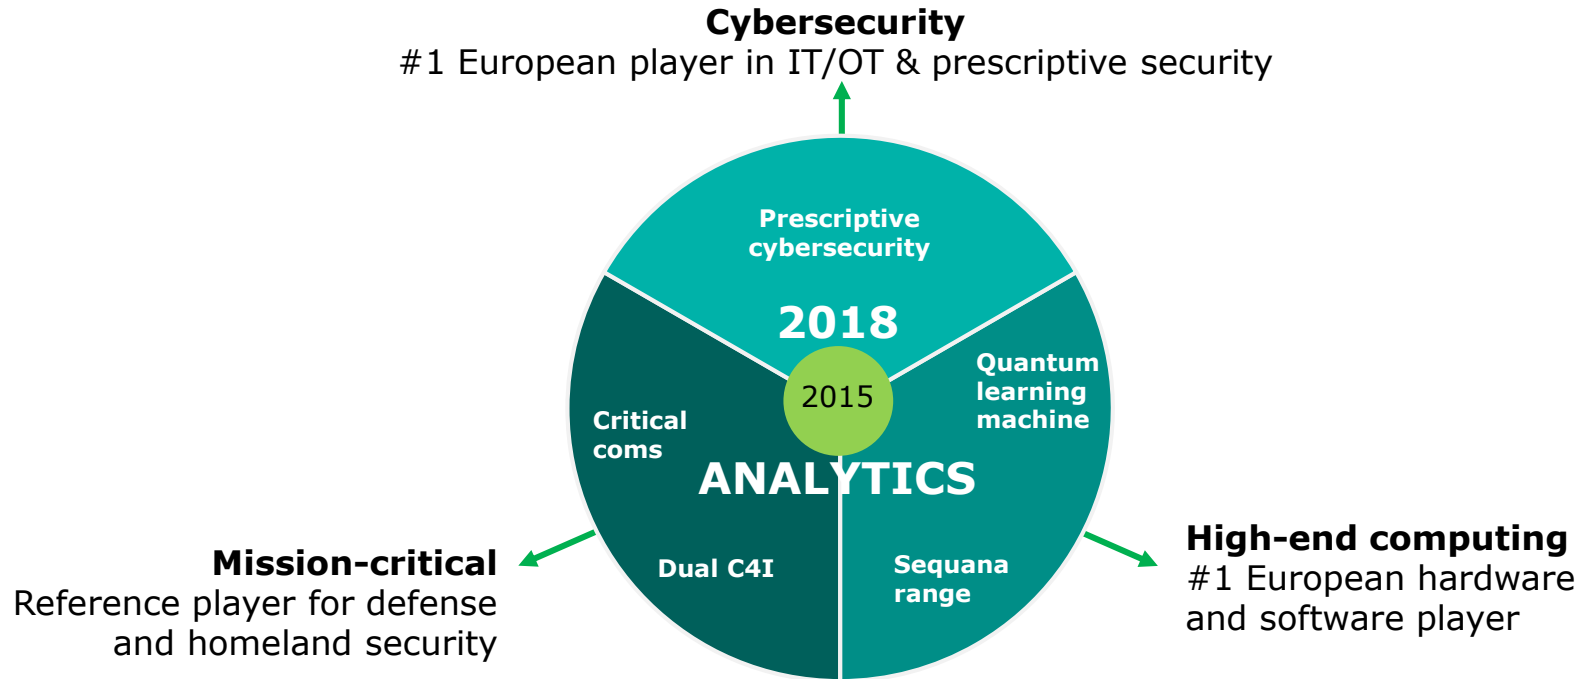 Cybersecurity
#1 European player in IT/OT & prescriptive security
Prescriptive
cybersecurity
2018
2015
Quantum
learning
machine
Critical
coms
ANALYTICS
Dual C4I
Sequana
range
Mission-critical
Reference player for defense
and homeland security
High-end computing
#1 European hardware
and software player